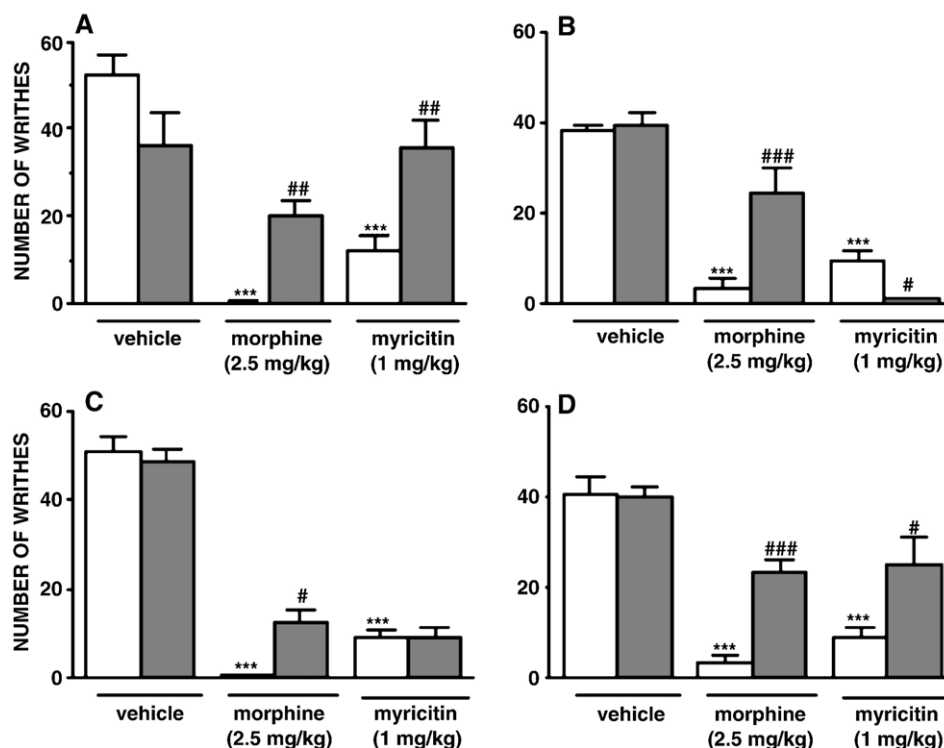 A
NUMBER OF WRITHES
60
40
20
0
***
##
***
##
vehicle
morphine
(2.5 mg/kg)
myricitin
(1 mg/kg)
B
60
40
20
0
***
###
***
#
vehicle
morphine
(2.5 mg/kg)
myricitin
(1 mg/kg)
C
NUMBER OF WRITHES
60
40
20
0
***
#
***
vehicle
morphine
(2.5 mg/kg)
myricitin
(1 mg/kg)
D
60
40
20
0
***
###
***
#
vehicle
morphine
(2.5 mg/kg)
myricitin
(1 mg/kg)